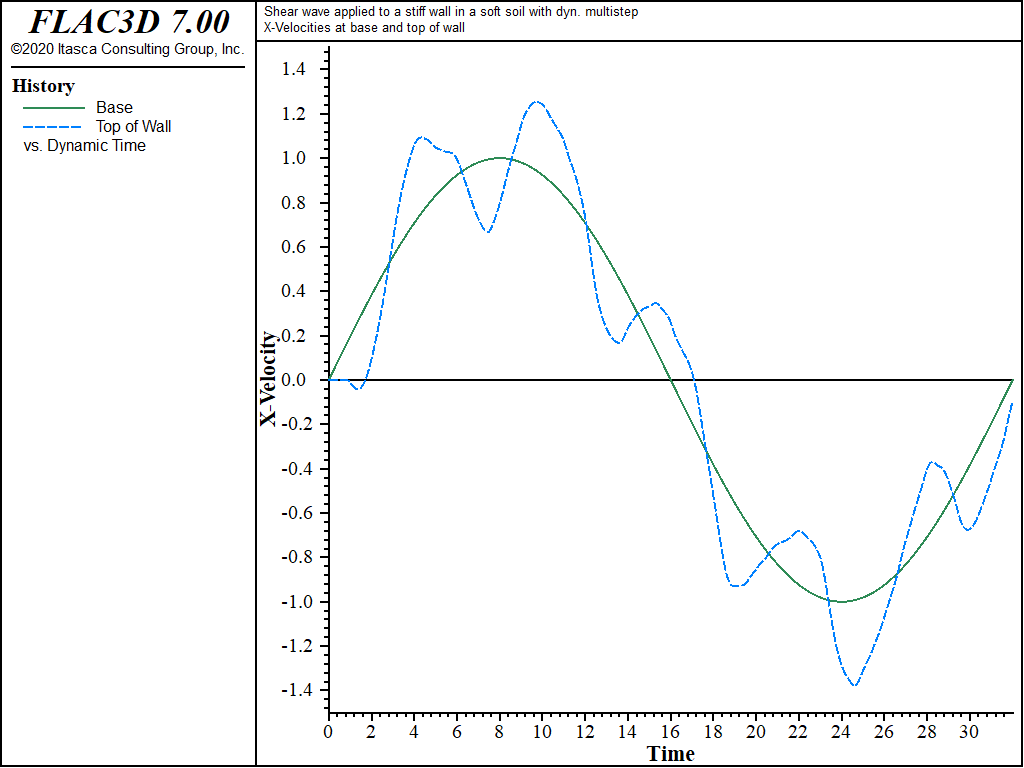 FLAC3D 7.00
©2020 Itasca Consulting Group, Inc.
History
Base
Top of Wall
vs. Dynamic Time
Shear wave applied to a stiff wall in a soft soil with dyn. multistep
X-Velocities at base and top of wall
X-Velocity
1.4
1.2
1.0
0.8
0.6
0.4
0.2
0.0
-0.2
-0.4
-0.6
-0.8
-1.0
-1.2
-1.4
0 2 4 6 8 10 12 14 16 18 20 22 24 26 28 30
Time